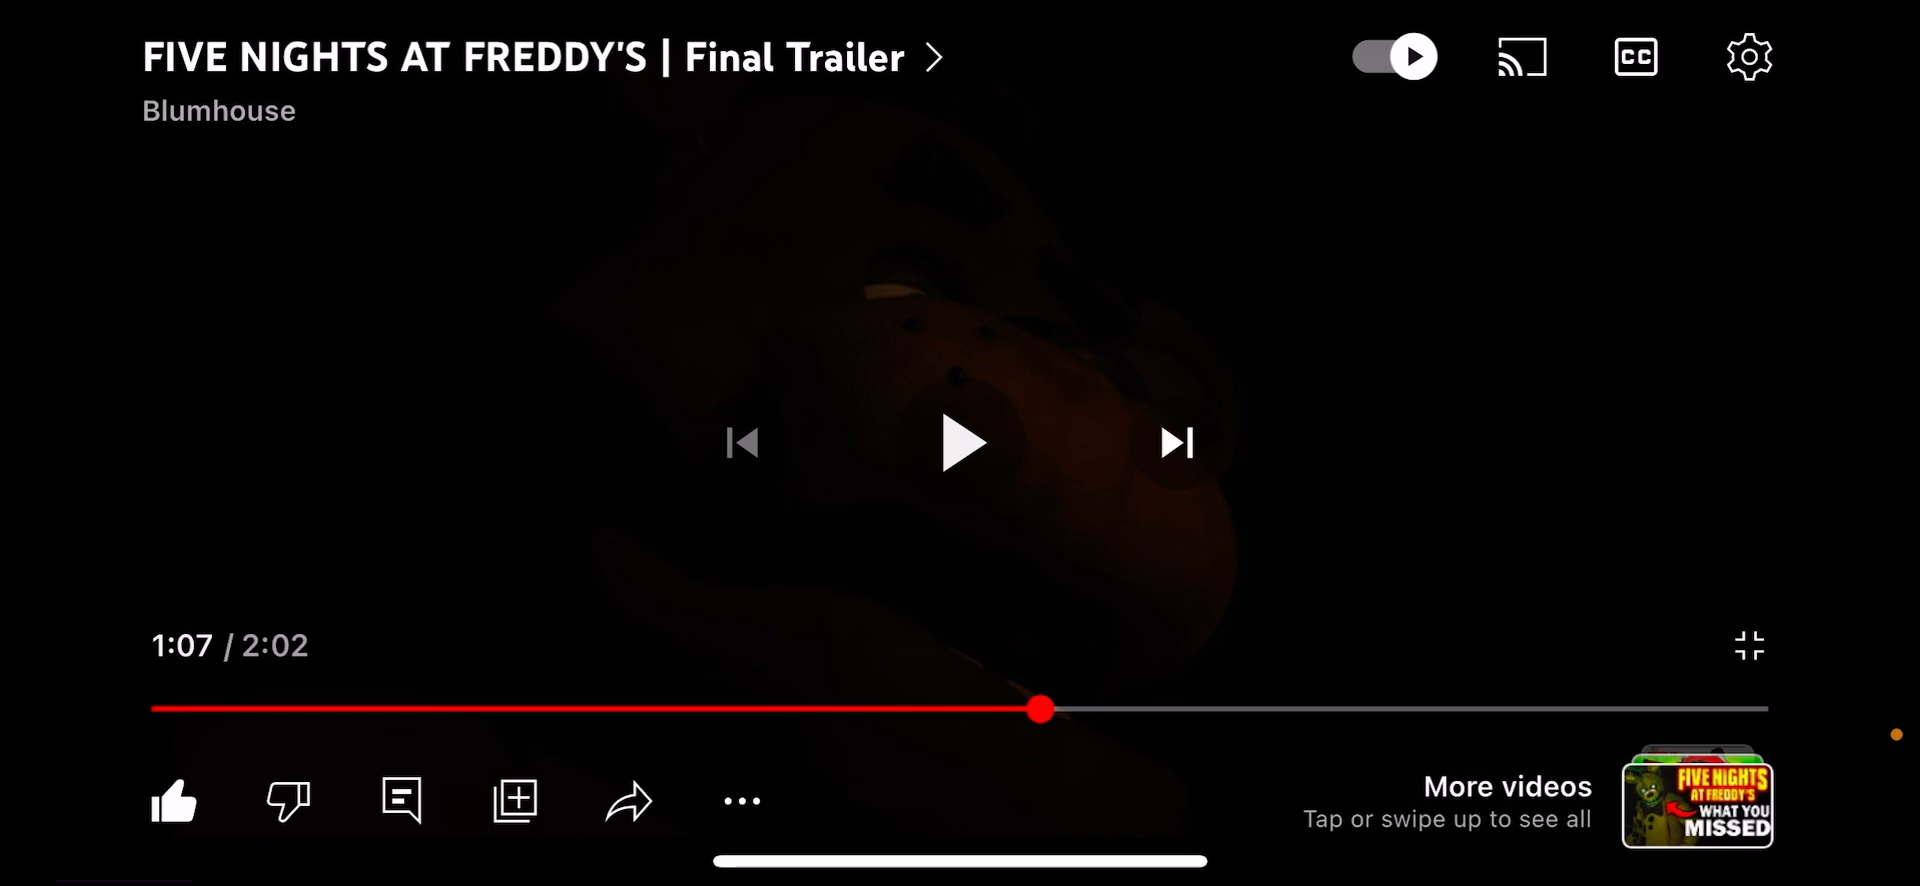 FIVE NIGHTS AT FREDDY'S | Final Trailer
CC
Blumhouse
1:07 / 2:02
More videos
Tap or swipe up to see all
FIVE NIGHTS
AT FREDDY'S
WHAT YOU
MISSED